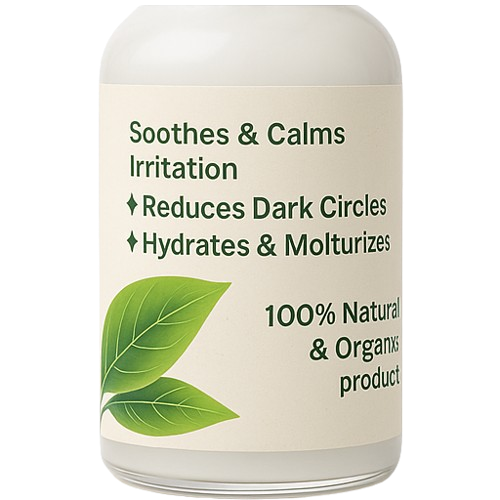 Soothes & Calms
Irritation
✦Reduces Dark Circles
✦Hydrates & Molturizes
100% Natural
& Organxs
product